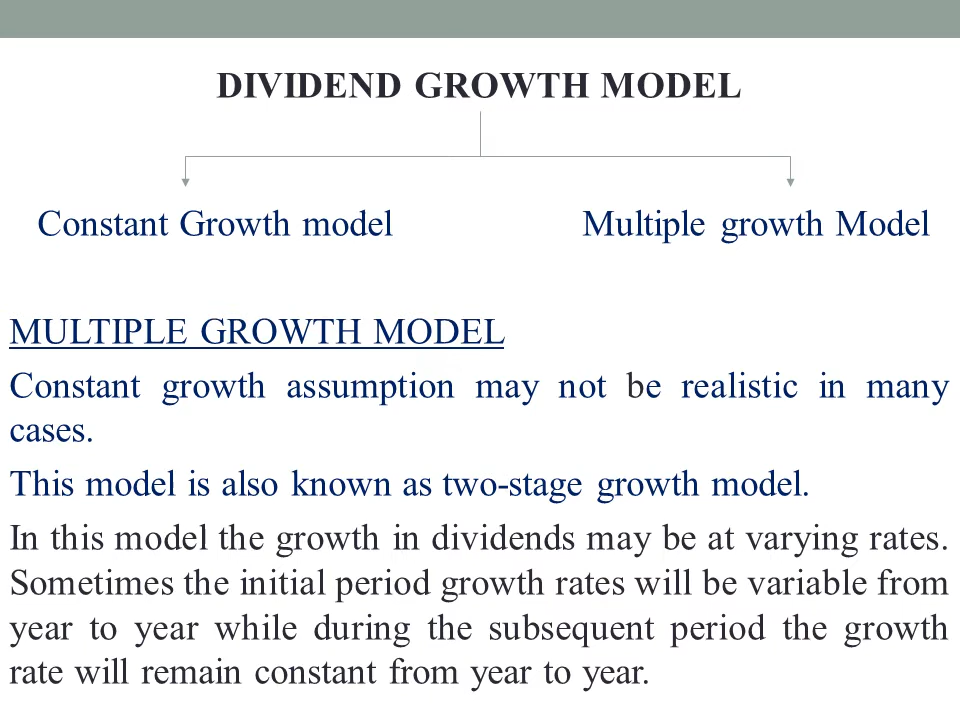 DIVIDEND GROWTH MODEL
Constant Growth model
Multiple growth Model
MULTIPLE GROWTH MODEL
Constant growth assumption may not be realistic in many
cases.
This model is also known as two-stage growth model.
In this model the growth in dividends may be at varying rates.
Sometimes the initial period growth rates will be variable from
year to year while during the subsequent period the growth
rate will remain constant from year to year.